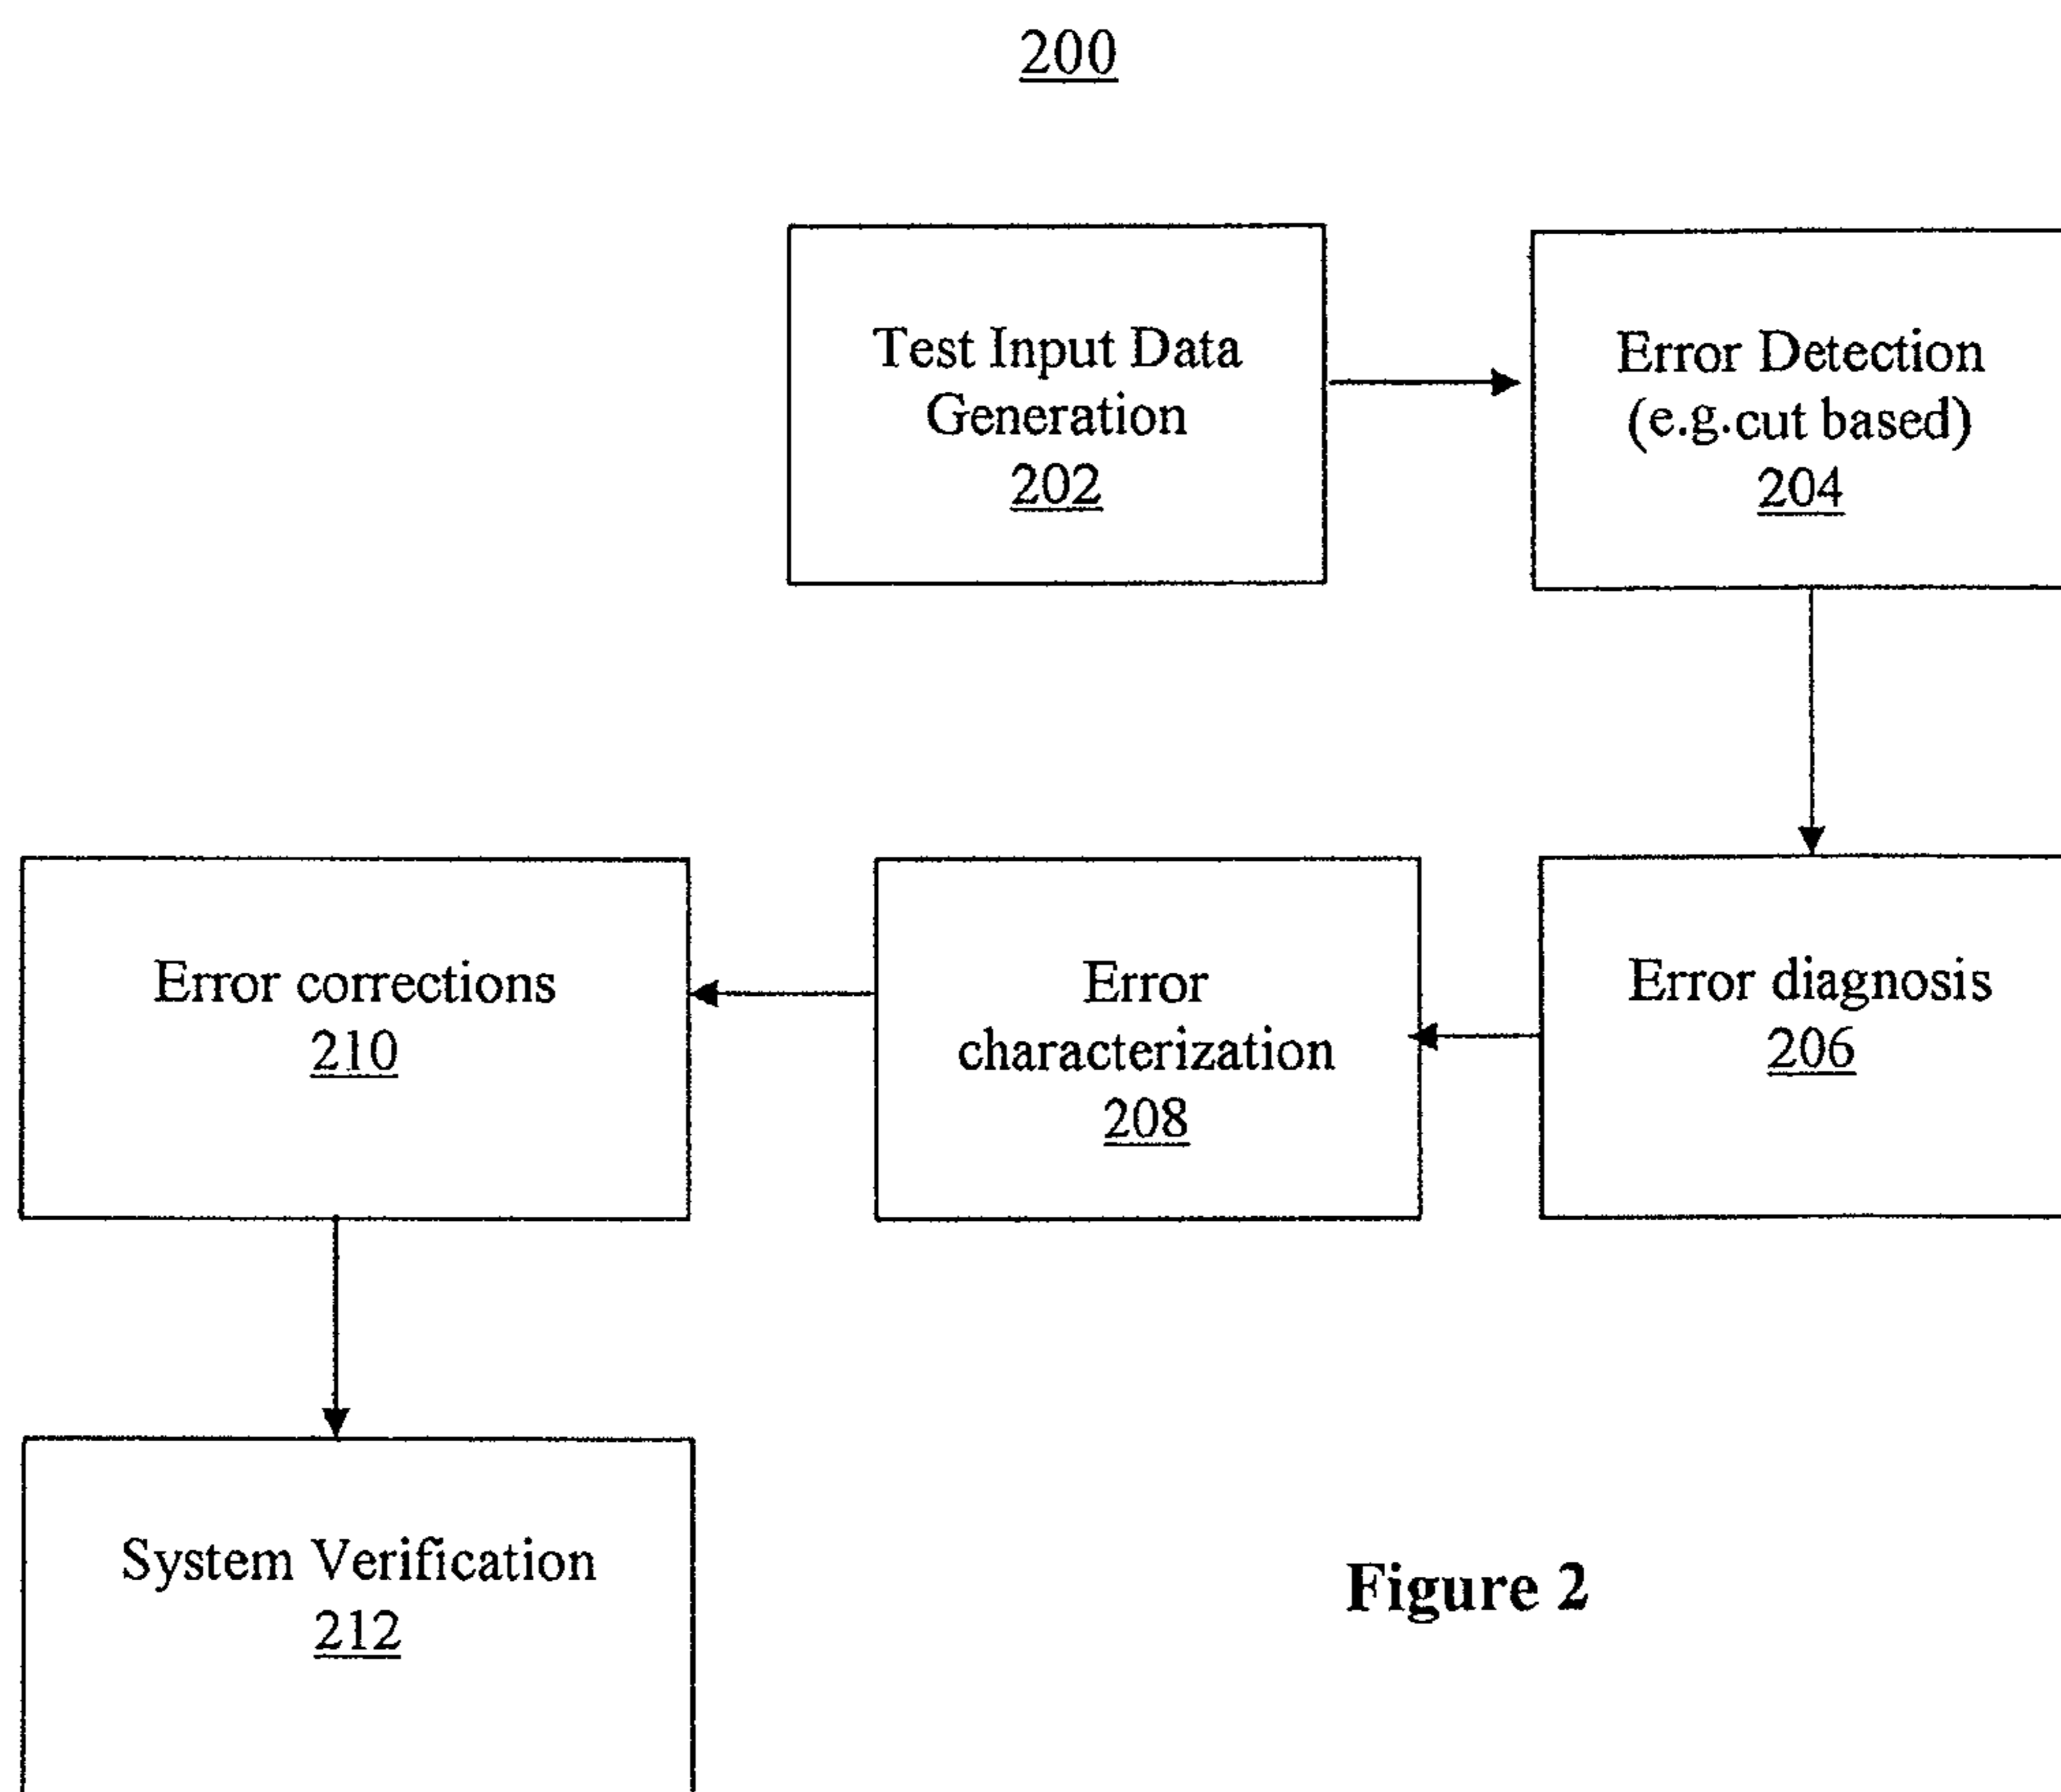 200
Test Input Data
Generation
202
Error Detection
(e.g.cut based)
204
Error corrections
210
Error
characterization
208
Error diagnosis
206
System Verification
212
Figure 2